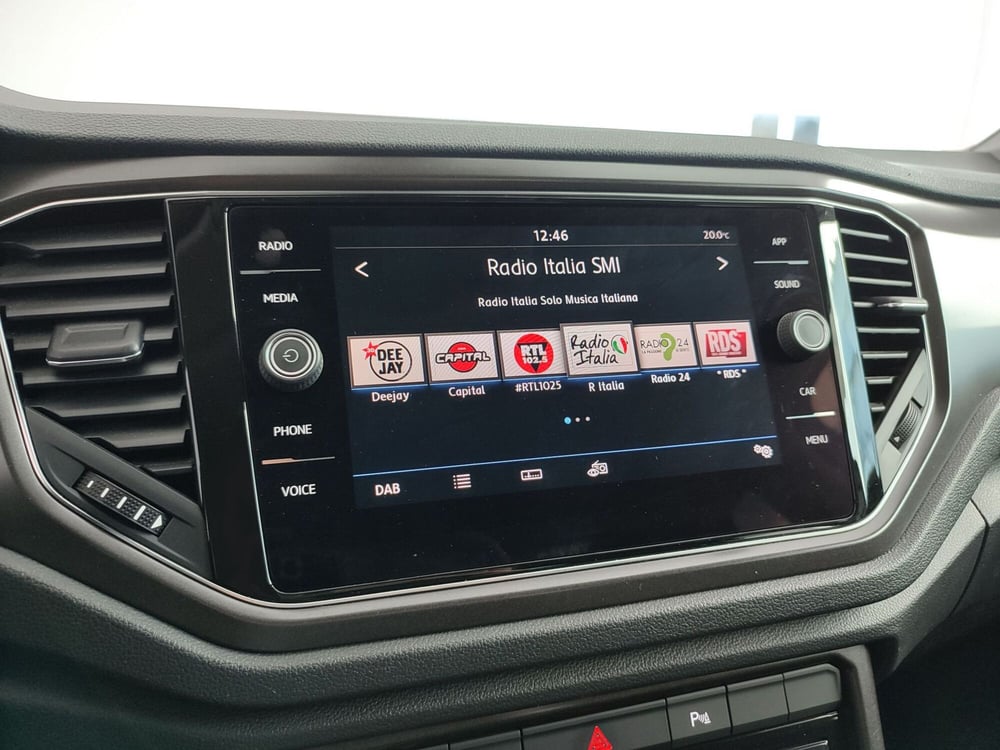 RADIO
MEDIA
PHONE
VOICE
12:46
20.0°C
< Radio Italia SMI >
Radio Italia Solo Musica Italiana
DEE JAY
CAPITAL
RTL 102.5
Radio Italia
RADIO 24
RDS
Deejay
Capital
#RTL1025
R Italia
Radio 24
* RDS *
DAB
APP
SOUND
CAR
MENU
P